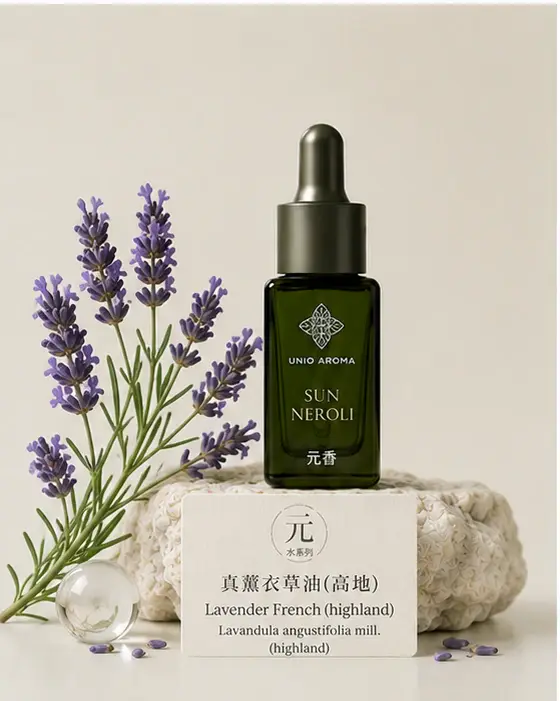 UNIO AROMA
SUN
NEROLI
元香
元
水系列
真薰衣草油(高地)
Lavender French (highland)
Lavandula angustifolia mill.
(highland)